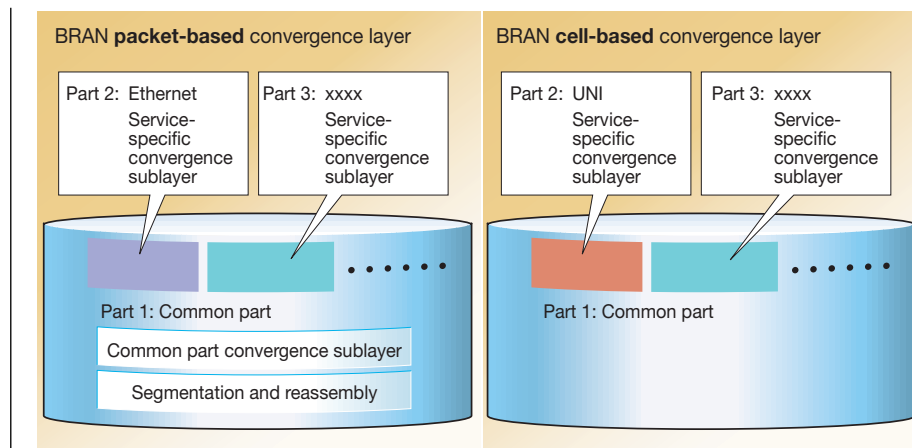 BRAN packet-based convergence layer
Part 2: Ethernet
Service-
specific
convergence
sublayer
Part 3: xxxx
Service-
specific
convergence
sublayer
Part 1: Common part
Common part convergence sublayer
Segmentation and reassembly
BRAN cell-based convergence layer
Part 2: UNI
Service-
specific
convergence
sublayer
Part 3: xxxx
Service-
specific
convergence
sublayer
Part 1: Common part